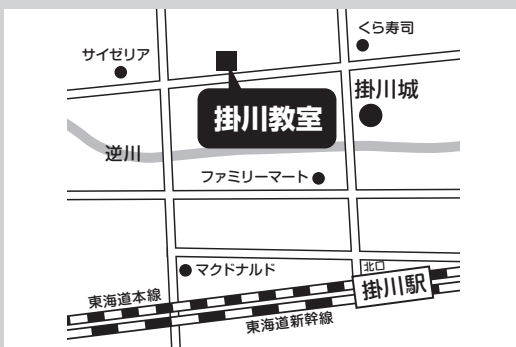 くら寿司
サイゼリア
掛川城
掛川教室
逆川
ファミリーマート
マクドナルド
北口
掛川駅
東海道本線
東海道新幹線